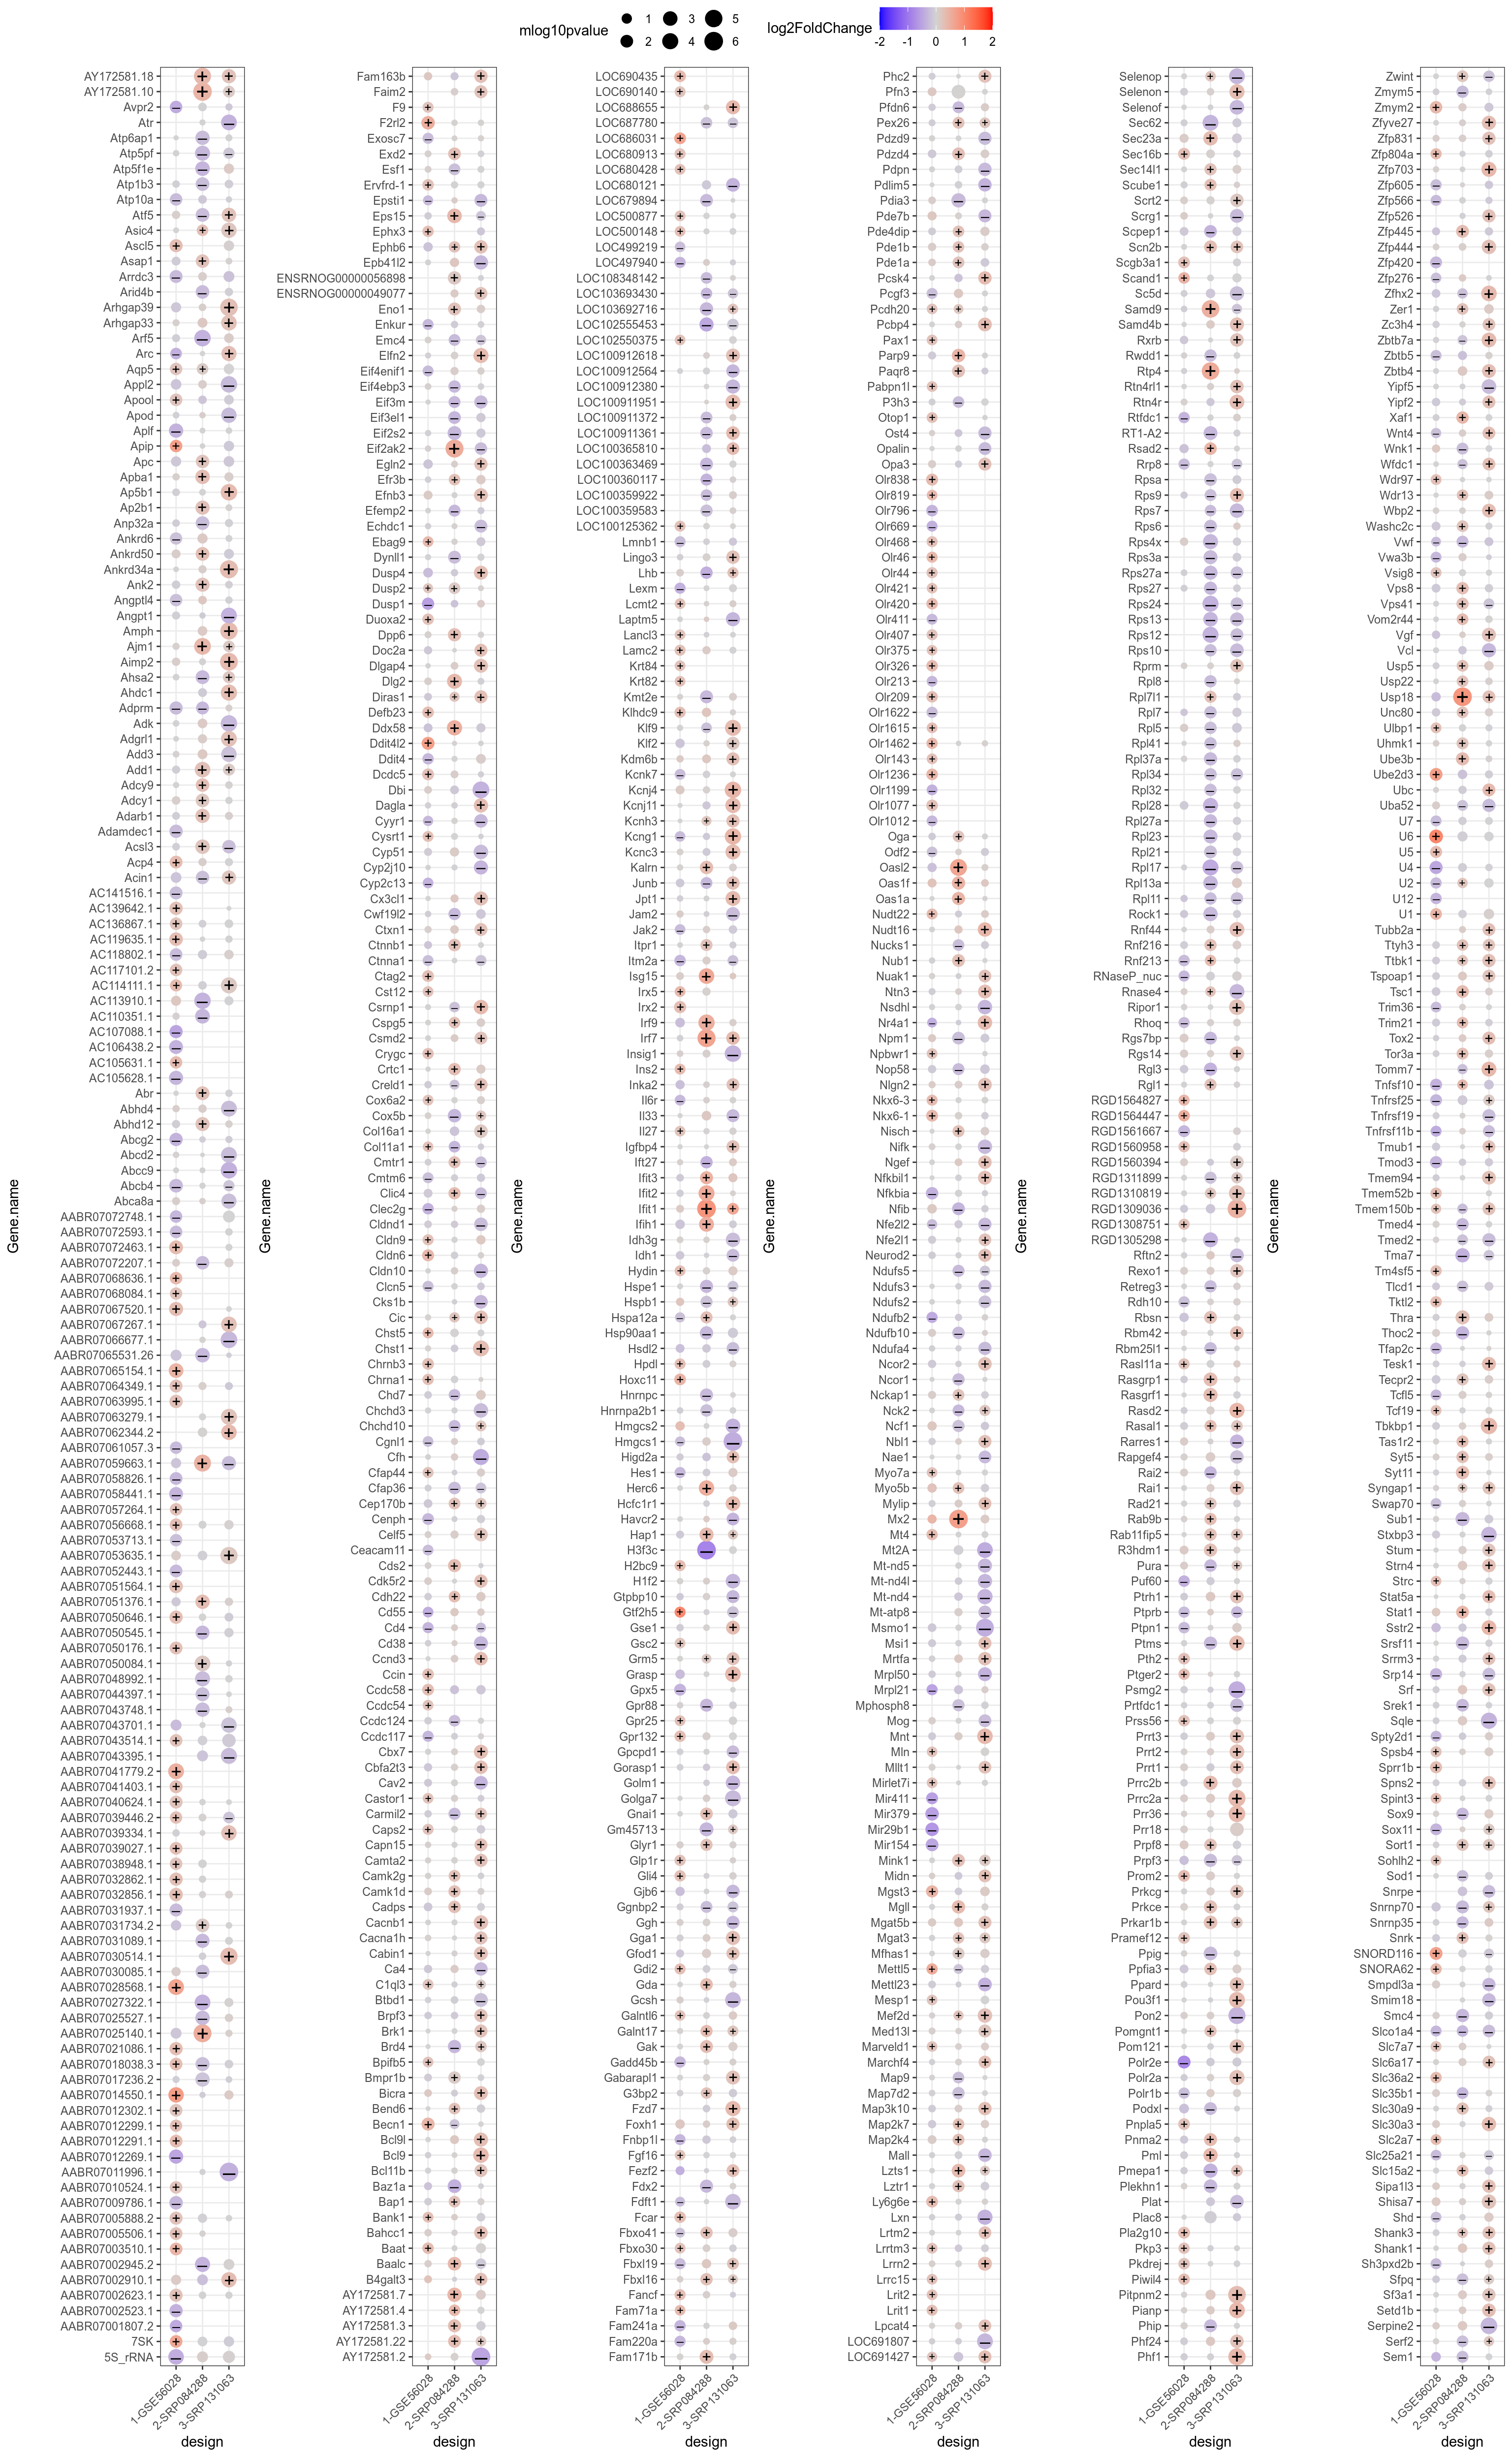 mlog10pvalue
1 3 5
2 4 6
log2FoldChange
-2 -1 0 1 2
Gene.name
AY172581.18
AY172581.10
Avpr2
Atr
Atp6ap1
Atp5pf
Atp5f1e
Atp1b3
Atp10a
Atf5
Asic4
Ascl5
Asap1
Arrdc3
Arid4b
Arhgap39
Arhgap33
Arf5
Arc
Aqp5
Appl2
Apool
Apod
Aplf
Apip
Apc
Apba1
Ap5b1
Ap2b1
Anp32a
Ankrd6
Ankrd50
Ankrd34a
Ank2
Angptl4
Angpt1
Amph
Ajm1
Aimp2
Ahsa2
Ahdc1
Adprm
Adk
Adgrl1
Add3
Add1
Adcy9
Adcy1
Adarb1
Adamdec1
Acsl3
Acp4
Acin1
AC141516.1
AC139642.1
AC136867.1
AC119635.1
AC118802.1
AC117101.2
AC114111.1
AC113910.1
AC110351.1
AC107088.1
AC106438.2
AC105631.1
AC105628.1
Abr
Abhd4
Abhd12
Abcg2
Abcd2
Abcc9
Abcb4
Abca8a
AABR07072748.1
AABR07072593.1
AABR07072463.1
AABR07072207.1
AABR07068636.1
AABR07068084.1
AABR07067520.1
AABR07067267.1
AABR07066677.1
AABR07065531.26
AABR07065154.1
AABR07064349.1
AABR07063995.1
AABR07063279.1
AABR07062344.2
AABR07061057.3
AABR07059663.1
AABR07058826.1
AABR07058441.1
AABR07057264.1
AABR07056668.1
AABR07053713.1
AABR07053635.1
AABR07052443.1
AABR07051564.1
AABR07051376.1
AABR07050646.1
AABR07050545.1
AABR07050176.1
AABR07050084.1
AABR07048992.1
AABR07044397.1
AABR07043748.1
AABR07043701.1
AABR07043514.1
AABR07043395.1
AABR07041779.2
AABR07041403.1
AABR07040624.1
AABR07039446.2
AABR07039334.1
AABR07039027.1
AABR07038948.1
AABR07032862.1
AABR07032856.1
AABR07031937.1
AABR07031734.2
AABR07031089.1
AABR07030514.1
AABR07030085.1
AABR07028568.1
AABR07027322.1
AABR07025527.1
AABR07025140.1
AABR07021086.1
AABR07018038.3
AABR07017236.2
AABR07014550.1
AABR07012302.1
AABR07012299.1
AABR07012291.1
AABR07012269.1
AABR07011996.1
AABR07010524.1
AABR07009786.1
AABR07005888.2
AABR07005506.1
AABR07003510.1
AABR07002945.2
AABR07002910.1
AABR07002623.1
AABR07002523.1
AABR07001807.2
7SK
5S_rRNA
1-GSE56028
2-SRP084288
3-SRP131063
design
Gene.name
Fam163b
Faim2
F9
F2rl2
Exosc7
Exd2
Esf1
Ervfrd-1
Epsti1
Eps15
Ephx3
Ephb6
Epb41l2
ENSRNOG00000056898
ENSRNOG00000049077
Eno1
Enkur
Emc4
Elfn2
Eif4enif1
Eif4ebp3
Eif3m
Eif3el1
Eif2s2
Eif2ak2
Egln2
Efr3b
Efnb3
Efemp2
Echdc1
Ebag9
Dynll1
Dusp4
Dusp2
Dusp1
Duoxa2
Dpp6
Doc2a
Dlgap4
Dlg2
Diras1
Defb23
Ddx58
Ddit4l2
Ddit4
Dcdc5
Dbi
Dagla
Cyyr1
Cysrt1
Cyp51
Cyp2j10
Cyp2c13
Cx3cl1
Cwf19l2
Ctxn1
Ctnnb1
Ctnna1
Ctag2
Cst12
Csrnp1
Cspg5
Csmd2
Crygc
Crtc1
Creld1
Cox6a2
Cox5b
Col16a1
Col11a1
Cmtr1
Cmtm6
Clic4
Clec2g
Cldnd1
Cldn9
Cldn6
Cldn10
Clcn5
Cks1b
Cic
Chst5
Chst1
Chrnb3
Chrna1
Chd7
Chchd3
Chchd10
Cgnl1
Cfh
Cfap44
Cfap36
Cep170b
Cenph
Celf5
Ceacam11
Cds2
Cdk5r2
Cdh22
Cd55
Cd4
Cd38
Ccnd3
Ccin
Ccdc58
Ccdc54
Ccdc124
Ccdc117
Cbx7
Cbfa2t3
Cav2
Castor1
Carmil2
Caps2
Capn15
Camta2
Camk2g
Camk1d
Cadps
Cacnb1
Cacna1h
Cabin1
Ca4
C1ql3
Btbd1
Brpf3
Brk1
Brd4
Bpifb5
Bmpr1b
Bicra
Bend6
Becn1
Bcl9l
Bcl9
Bcl11b
Baz1a
Bap1
Bank1
Bahcc1
Baat
Baalc
B4galt3
AY172581.7
AY172581.4
AY172581.3
AY172581.22
AY172581.2
1-GSE56028
2-SRP084288
3-SRP131063
design
Gene.name
LOC690435
LOC690140
LOC688655
LOC687780
LOC686031
LOC680913
LOC680428
LOC680121
LOC679894
LOC500877
LOC500148
LOC499219
LOC497940
LOC108348142
LOC103693430
LOC103692716
LOC102555453
LOC102550375
LOC100912618
LOC100912564
LOC100912380
LOC100911951
LOC100911372
LOC100911361
LOC100365810
LOC100363469
LOC100360117
LOC100359922
LOC100359583
LOC100125362
Lmnb1
Lingo3
Lhb
Lexm
Lcmt2
Laptm5
Lancl3
Lamc2
Krt84
Krt82
Kmt2e
Klhdc9
Klf9
Klf2
Kdm6b
Kcnk7
Kcnj4
Kcnj11
Kcnh3
Kcng1
Kcnc3
Kalrn
Junb
Jpt1
Jam2
Jak2
Itpr1
Itm2a
Isg15
Irx5
Irx2
Irf9
Irf7
Insig1
Ins2
Inka2
Il6r
Il33
Il27
Igfbp4
Ift27
Ifit3
Ifit2
Ifit1
Ifih1
Idh3g
Idh1
Hydin
Hspe1
Hspb1
Hspa12a
Hsp90aa1
Hsdl2
Hpdl
Hoxc11
Hnrnpc
Hnrnpa2b1
Hmgcs2
Hmgcs1
Higd2a
Hes1
Herc6
Hcfc1r1
Havcr2
Hap1
H3f3c
H2bc9
H1f2
Gtpbp10
Gtf2h5
Gse1
Gsc2
Grm5
Grasp
Gpx5
Gpr88
Gpr25
Gpr132
Gpcpd1
Gorasp1
Golm1
Golga7
Gnai1
Gm45713
Glyr1
Glp1r
Gli4
Gjb6
Ggnbp2
Ggh
Gga1
Gfod1
Gdi2
Gda
Gcsh
Galntl6
Galnt17
Gak
Gadd45b
Gabarapl1
G3bp2
Fzd7
Foxh1
Fnbp1l
Fgf16
Fezf2
Fdx2
Fdft1
Fcar
Fbxo41
Fbxo30
Fbxl19
Fbxl16
Fancf
Fam71a
Fam241a
Fam220a
Fam171b
1-GSE56028
2-SRP084288
3-SRP131063
design
Gene.name
Phc2
Pfn3
Pfdn6
Pex26
Pdzd9
Pdzd4
Pdpn
Pdlim5
Pdia3
Pde7b
Pde4dip
Pde1b
Pde1a
Pcsk4
Pcgf3
Pcdh20
Pcbp4
Pax1
Parp9
Paqr8
Pabpn1l
P3h3
Otop1
Ost4
Opalin
Opa3
Olr838
Olr819
Olr796
Olr669
Olr468
Olr46
Olr44
Olr421
Olr420
Olr411
Olr407
Olr375
Olr326
Olr213
Olr209
Olr1622
Olr1615
Olr1462
Olr143
Olr1236
Olr1199
Olr1077
Olr1012
Oga
Odf2
Oasl2
Oas1f
Oas1a
Nudt22
Nudt16
Nucks1
Nub1
Nuak1
Ntn3
Nsdhl
Nr4a1
Npm1
Npbwr1
Nop58
Nlgn2
Nkx6-3
Nkx6-1
Nisch
Nifk
Ngef
Nfkbil1
Nfkbia
Nfib
Nfe2l2
Nfe2l1
Neurod2
Ndufs5
Ndufs3
Ndufs2
Ndufb2
Ndufb10
Ndufa4
Ncor2
Ncor1
Nckap1
Nck2
Ncf1
Nbl1
Nae1
Myo7a
Myo5b
Mylip
Mx2
Mt4
Mt2A
Mt-nd5
Mt-nd4l
Mt-nd4
Mt-atp8
Msmo1
Msi1
Mrtfa
Mrpl50
Mrpl21
Mphosph8
Mog
Mnt
Mln
Mllt1
Mirlet7i
Mir411
Mir379
Mir29b1
Mir154
Mink1
Midn
Mgst3
Mgll
Mgat5b
Mgat3
Mfhas1
Mettl5
Mettl23
Mesp1
Mef2d
Med13l
Marveld1
Marchf4
Map9
Map7d2
Map3k10
Map2k7
Map2k4
Mall
Lzts1
Lztr1
Ly6g6e
Lxn
Lrtm2
Lrrtm3
Lrrn2
Lrrc15
Lrit2
Lrit1
Lpcat4
LOC691807
LOC691427
1-GSE56028
2-SRP084288
3-SRP131063
design
Gene.name
Selenop
Selenon
Selenof
Sec62
Sec23a
Sec16b
Sec14l1
Scube1
Scrt2
Scrg1
Scpep1
Scn2b
Scgb3a1
Scand1
Sc5d
Samd9
Samd4b
Rxrb
Rwdd1
Rtp4
Rtn4rl1
Rtn4r
Rtfdc1
RT1-A2
Rsad2
Rrp8
Rpsa
Rps9
Rps7
Rps6
Rps4x
Rps3a
Rps27a
Rps27
Rps24
Rps13
Rps12
Rps10
Rprm
Rpl8
Rpl7l1
Rpl7
Rpl5
Rpl41
Rpl37a
Rpl34
Rpl32
Rpl28
Rpl27a
Rpl23
Rpl21
Rpl17
Rpl13a
Rpl11
Rock1
Rnf44
Rnf216
Rnf213
RNaseP_nuc
Rnase4
Ripor1
Rhoq
Rgs7bp
Rgs14
Rgl3
Rgl1
RGD1564827
RGD1564447
RGD1561667
RGD1560958
RGD1560394
RGD1311899
RGD1310819
RGD1309036
RGD1308751
RGD1305298
Rftn2
Rexo1
Retreg3
Rdh10
Rbsn
Rbm42
Rbm25l1
Rasl11a
Rasgrp1
Rasgrf1
Rasd2
Rasal1
Rarres1
Rapgef4
Rai2
Rai1
Rad21
Rab9b
Rab11fip5
R3hdm1
Pura
Puf60
Ptrh1
Ptprb
Ptpn1
Ptms
Pth2
Ptger2
Psmg2
Prtfdc1
Prss56
Prrt3
Prrt2
Prrt1
Prrc2b
Prrc2a
Prr36
Prr18
Prpf8
Prpf3
Prom2
Prkcg
Prkce
Prkar1b
Pramef12
Ppig
Ppfia3
Ppard
Pou3f1
Pon2
Pomgnt1
Pom121
Polr2e
Polr2a
Polr1b
Podxl
Pnpla5
Pnma2
Pml
Pmepa1
Plekhn1
Plat
Plac8
Pla2g10
Pkp3
Pkdrej
Piwil4
Pitpnm2
Pianp
Phip
Phf24
Phf1
1-GSE56028
2-SRP084288
3-SRP131063
design
Gene.name
Zwint
Zmym5
Zmym2
Zfyve27
Zfp831
Zfp804a
Zfp703
Zfp605
Zfp566
Zfp526
Zfp445
Zfp444
Zfp420
Zfp276
Zfhx2
Zer1
Zc3h4
Zbtb7a
Zbtb5
Zbtb4
Yipf5
Yipf2
Xaf1
Wnt4
Wnk1
Wfdc1
Wdr97
Wdr13
Wbp2
Washc2c
Vwf
Vwa3b
Vsig8
Vps8
Vps41
Vom2r44
Vgf
Vcl
Usp5
Usp22
Usp18
Unc80
Ulbp1
Uhmk1
Ube3b
Ube2d3
Ubc
Uba52
U7
U6
U5
U4
U2
U12
U1
Tubb2a
Ttyh3
Ttbk1
Tspoap1
Tsc1
Trim36
Trim21
Tox2
Tor3a
Tomm7
Tnfsf10
Tnfrsf25
Tnfrsf19
Tnfrsf11b
Tmub1
Tmod3
Tmem94
Tmem52b
Tmem150b
Tmed4
Tmed2
Tma7
Tm4sf5
Tlcd1
Tktl2
Thra
Thoc2
Tfap2c
Tesk1
Tecpr2
Tcfl5
Tcf19
Tbkbp1
Tas1r2
Syt5
Syt11
Syngap1
Swap70
Sub1
Stxbp3
Stum
Strn4
Strc
Stat5a
Stat1
Sstr2
Srsf11
Srrm3
Srp14
Srf
Srek1
Sqle
Spty2d1
Spsb4
Sprr1b
Spns2
Spint3
Sox9
Sox11
Sort1
Sohlh2
Sod1
Snrpe
Snrnp70
Snrnp35
Snrk
SNORD116
SNORA62
Smpdl3a
Smim18
Smc4
Slco1a4
Slc7a7
Slc6a17
Slc36a2
Slc35b1
Slc30a9
Slc30a3
Slc2a7
Slc25a21
Slc15a2
Sipa1l3
Shisa7
Shd
Shank3
Shank1
Sh3pxd2b
Sfpq
Sf3a1
Setd1b
Serpine2
Serf2
Sem1
1-GSE56028
2-SRP084288
3-SRP131063
design